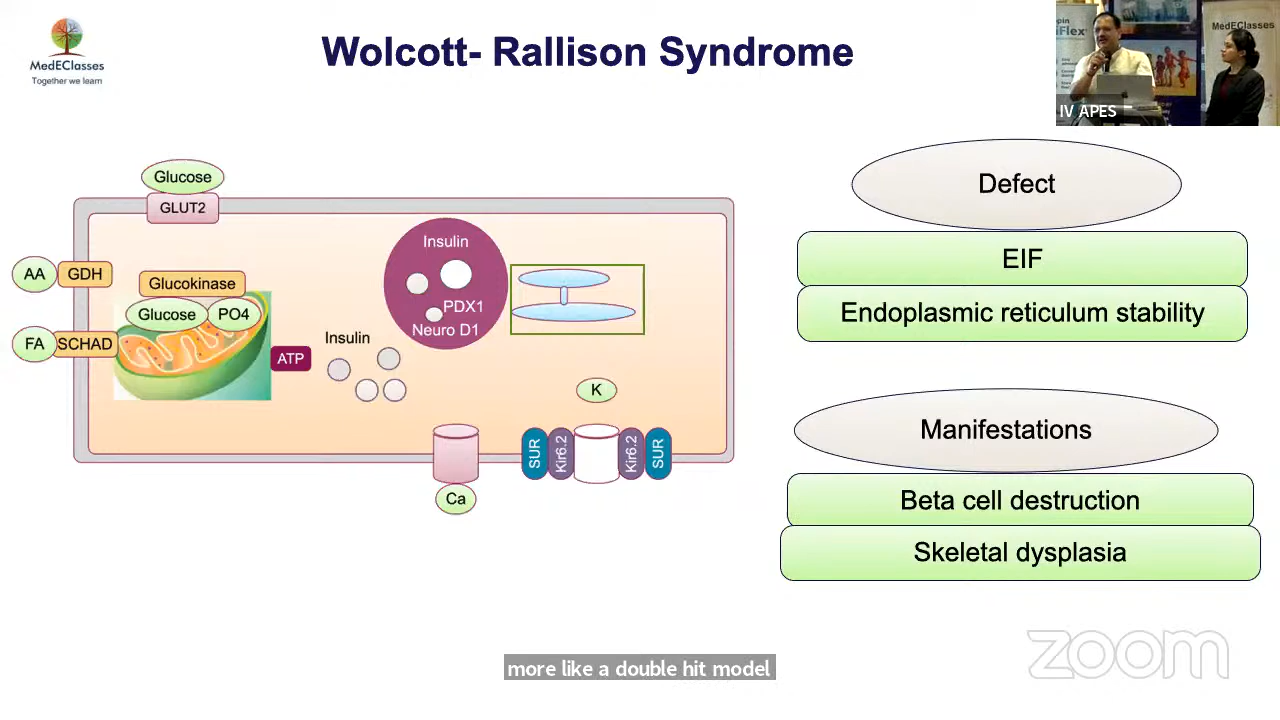 MedEClasses
Together we learn
Wolcott- Rallison Syndrome
MedEClasses
IV APES
Glucose
GLUT2
AA
GDH
Glucokinase
Glucose
PO4
FA
SCHAD
ATP
Insulin
Insulin
PDX1
Neuro D1
K
SUR
Kir6.2
Kir6.2
SUR
Ca
Defect
EIF
Endoplasmic reticulum stability
Manifestations
Beta cell destruction
Skeletal dysplasia
more like a double hit model
zoom